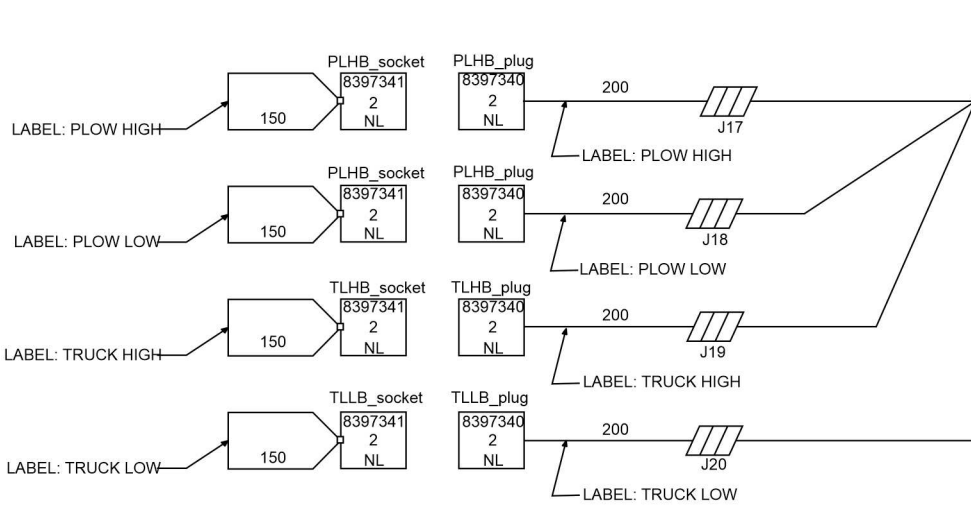 PLHB_socket PLHB_plug
8397341 8397340
200
2 2
150 NL NL
J17
LABEL: PLOW HIGH
LABEL: PLOW HIGH
PLHB_socket PLHB_plug
8397341 8397340
200
2 2
150 NL NL
J18
LABEL: PLOW LOW
LABEL: PLOW LOW
TLHB_socket TLHB_plug
8397341 8397340
200
2 2
150 NL NL
J19
LABEL: TRUCK HIGH
LABEL: TRUCK HIGH
TLLB_socket TLLB_plug
8397341 8397340
200
2 2
150 NL NL
J20
LABEL: TRUCK LOW
LABEL: TRUCK LOW